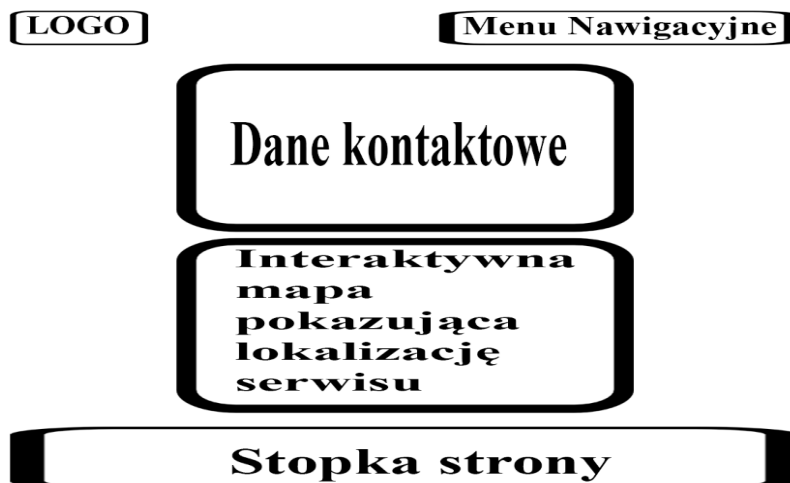 LOGO
Menu Nawigacyjne
Dane kontaktowe
Interaktywna
mapa
pokazująca
lokalizację
serwisu
Stopka strony